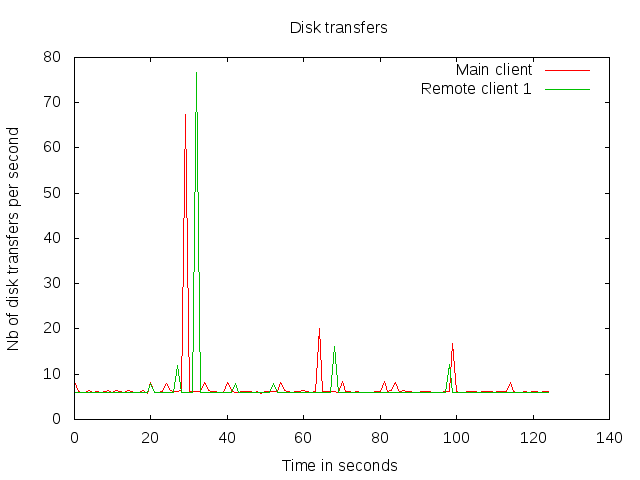 Disk transfers
Main client
Remote client 1
Nb of disk transfers per second
80
70
60
50
40
30
20
10
0
0 20 40 60 80 100 120 140
Time in seconds